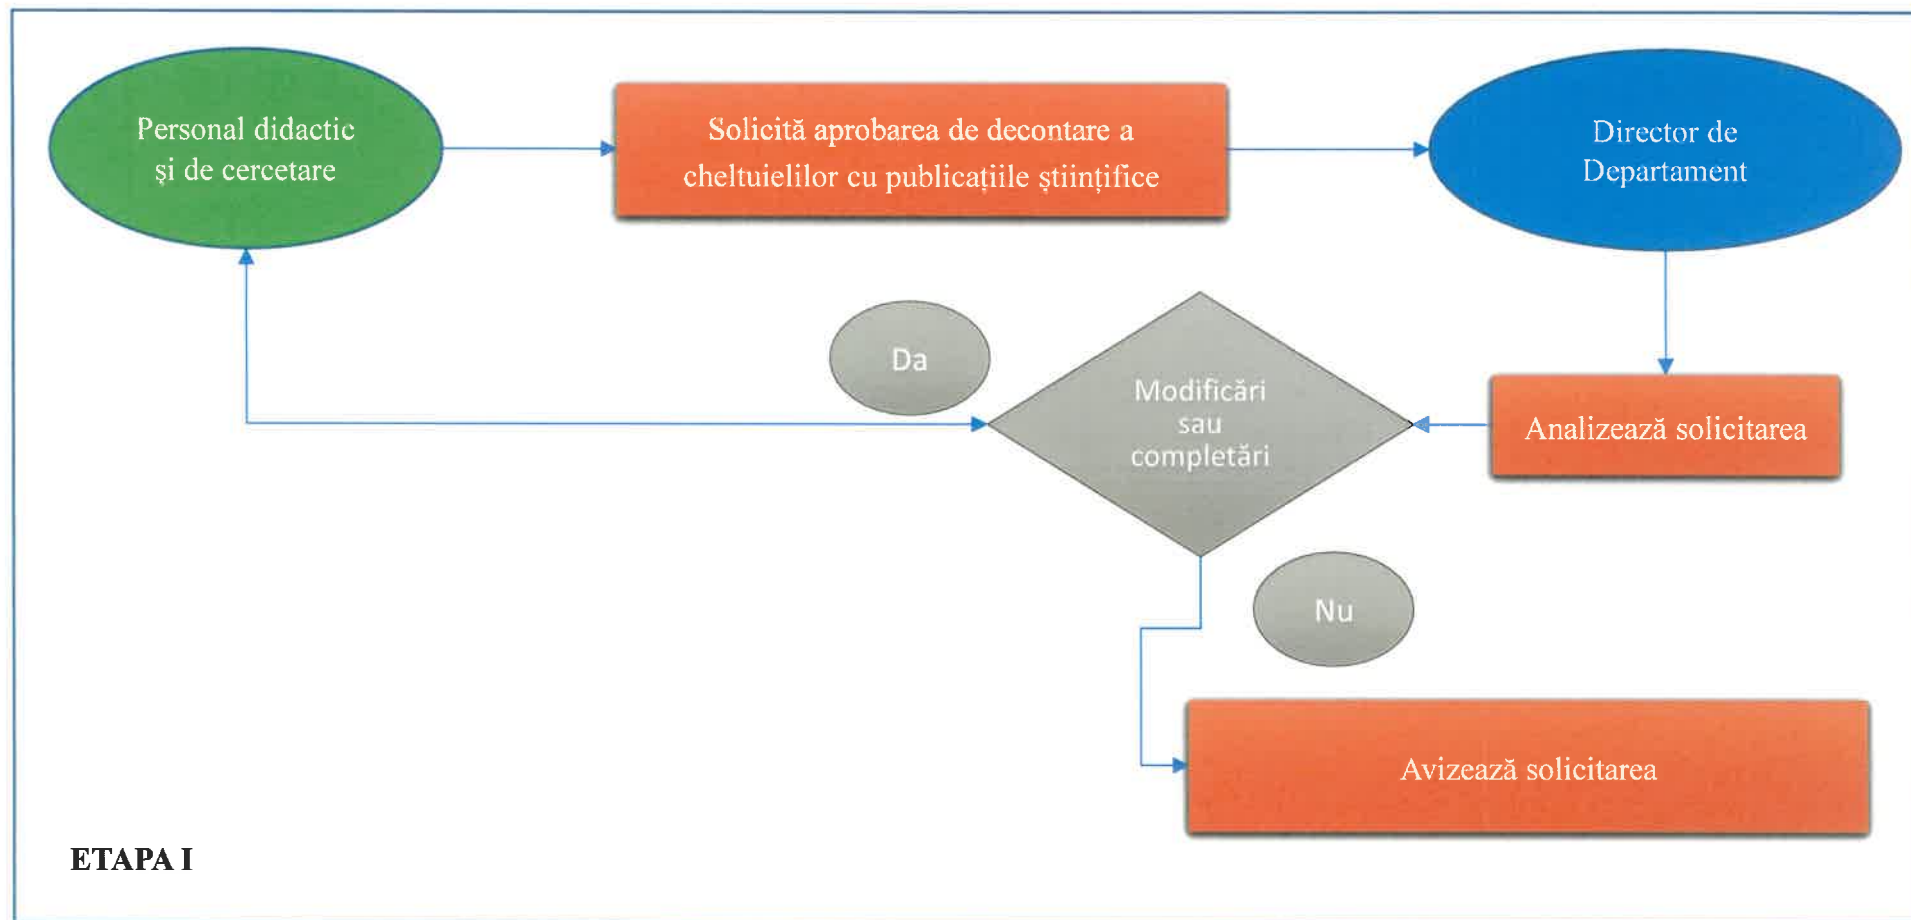 Personal didactic
și de cercetare
Solicită aprobarea de decontare a
cheltuielilor cu publicațiile științifice
Director de
Departament
Da
Modificări
sau
completări
Analizează solicitarea
Nu
Avizează solicitarea
ETAPA I